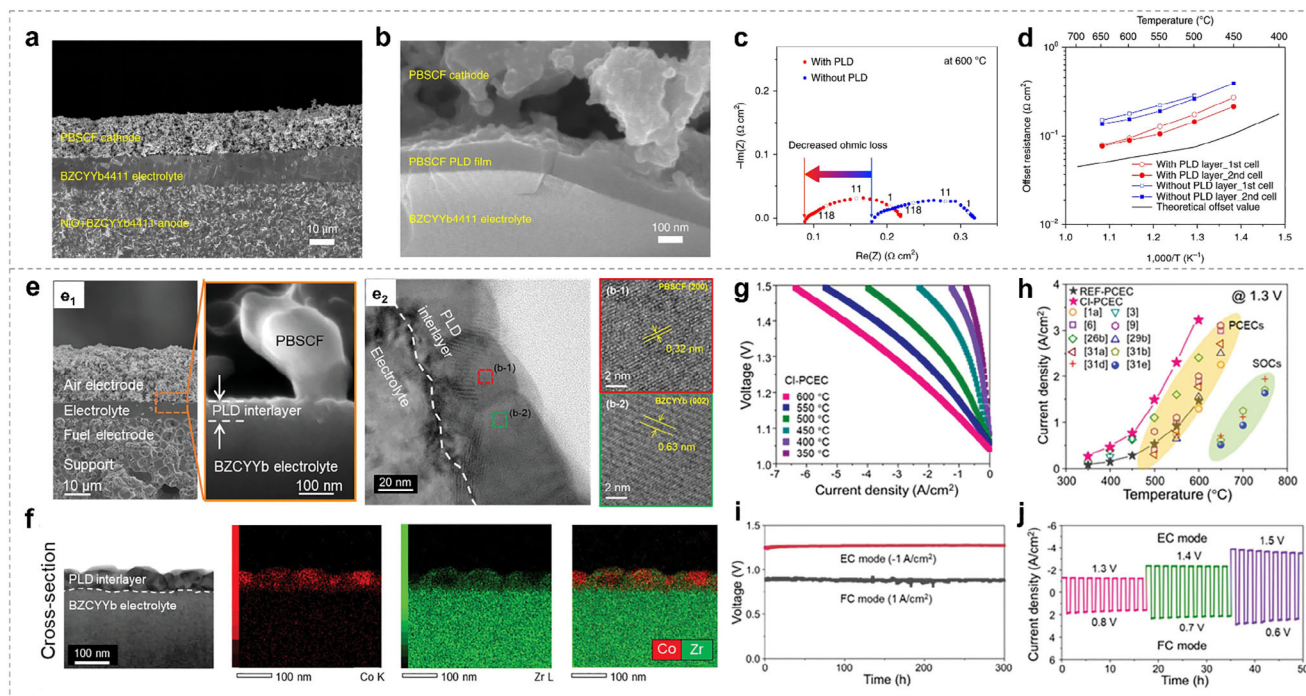 a
PBSCF cathode
BZCYYb4411 electrolyte
NiO+BZCYYb4411 anode
10 μm
b
PBSCF cathode
PBSCF PLD film
BZCYYb4411 electrolyte
100 nm
c
With PLD
Without PLD
at 600 °C
Decreased ohmic loss
11
1
118
11
1
118
0.2
0.1
0.0
–Im(Z) (Ω cm²)
0.1
0.2
0.3
0.4
Re(Z) (Ω cm²)
d
Temperature (°C)
700 650 600 550 500 450 400
10⁰
10⁻¹
10⁻²
Offset resistance (Ω cm²)
With PLD layer_1st cell
With PLD layer_2nd cell
Without PLD layer_1st cell
Without PLD layer_2nd cell
Theoretical offset value
1.0 1.1 1.2 1.3 1.4 1.5
1,000/T (K⁻¹)
e
e₁
Air electrode
Electrolyte
Fuel electrode
Support
10 μm
PBSCF
PLD interlayer
BZCYYb electrolyte
100 nm
e₂
Electrolyte
PLD interlayer
(b-1)
(b-2)
20 nm
(b-1)
PBSCF (200)
0.32 nm
2 nm
(b-2)
BZCYYb (002)
0.63 nm
2 nm
f
Cross-section
PLD interlayer
BZCYYb electrolyte
100 nm
100 nm Co K
100 nm Zr L
Co Zr
100 nm
g
Voltage (V)
1.5
1.4
1.3
1.2
1.1
1.0
CI-PCEC
600 °C
550 °C
500 °C
450 °C
400 °C
350 °C
-7 -6 -5 -4 -3 -2 -1 0
Current density (A/cm²)
h
@ 1.3 V
REF-PCEC
CI-PCEC
[1a] [3]
[6] [9]
[26b] [29b]
[31a] [31b]
[31d] [31e]
PCECs
SOCs
Current density (A/cm²)
4
3
2
1
0
300 400 500 600 700 800
Temperature (°C)
i
Voltage (V)
1.5
1.0
0.5
0.0
EC mode (-1 A/cm²)
FC mode (1 A/cm²)
0 100 200 300
Time (h)
j
Current density (A/cm²)
-6
-4
-2
0
2
4
6
EC mode
1.3 V
1.4 V
1.5 V
0.8 V
0.7 V
0.6 V
FC mode
0 10 20 30 40 50
Time (h)